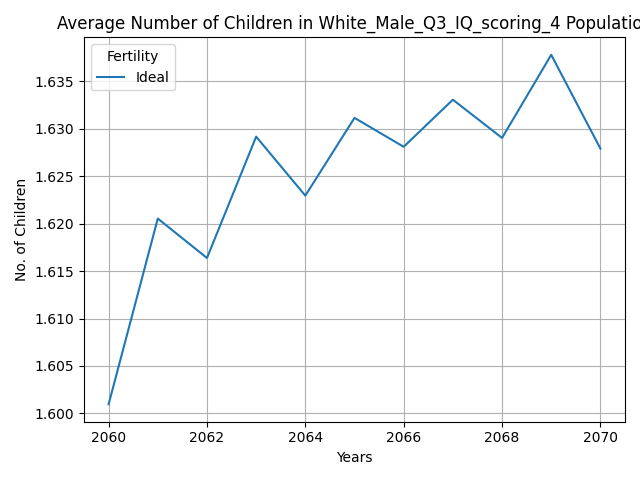 Average Number of Children in White_Male_Q3_IQ_scoring_4 Populatio
Fertility
Ideal
No. of Children
1.635
1.630
1.625
1.620
1.615
1.610
1.605
1.600
2060 2062 2064 2066 2068 2070
Years